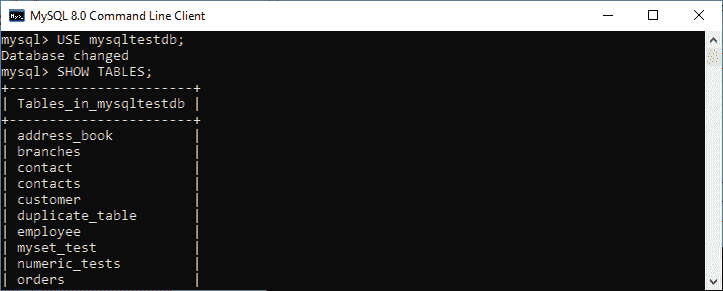 MySQL 8.0 Command Line Client
mysql> USE mysqltestdb;
Database changed
mysql> SHOW TABLES;
+-----------------------+
| Tables_in_mysqltestdb |
+-----------------------+
| address_book          |
| branches              |
| contact               |
| contacts              |
| customer              |
| duplicate_table       |
| employee              |
| myset_test            |
| numeric_tests         |
| orders                |